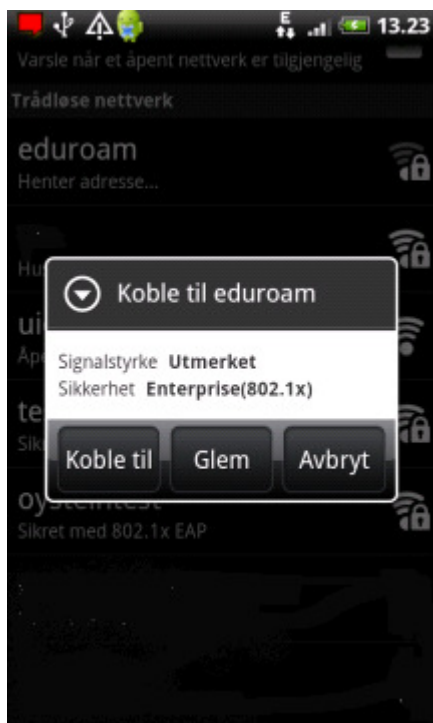 E
13.23
Varsle når et åpent nettverk er tilgjengelig
Trådløse nettverk
eduroam
Henter adresse...
Koble til eduroam
Signalstyrke Utmerket
Sikkerhet Enterprise(802.1x)
Koble til Glem Avbryt
Sikret med 802.1x EAP